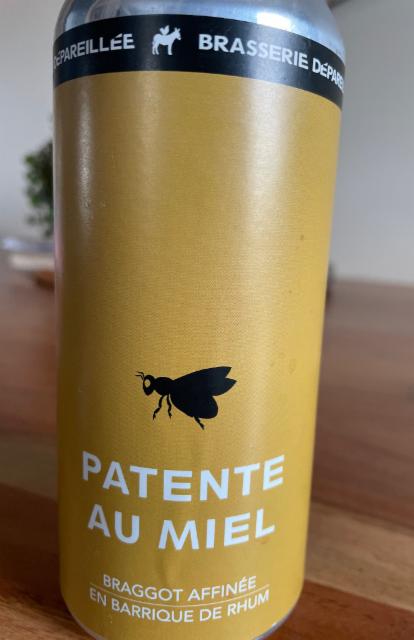 DÉPAREILLÉE BRASSERIE DÉPARE
PATENTE
AU MIEL
BRAGGOT AFFINÉE
EN BARRIQUE DE RHUM